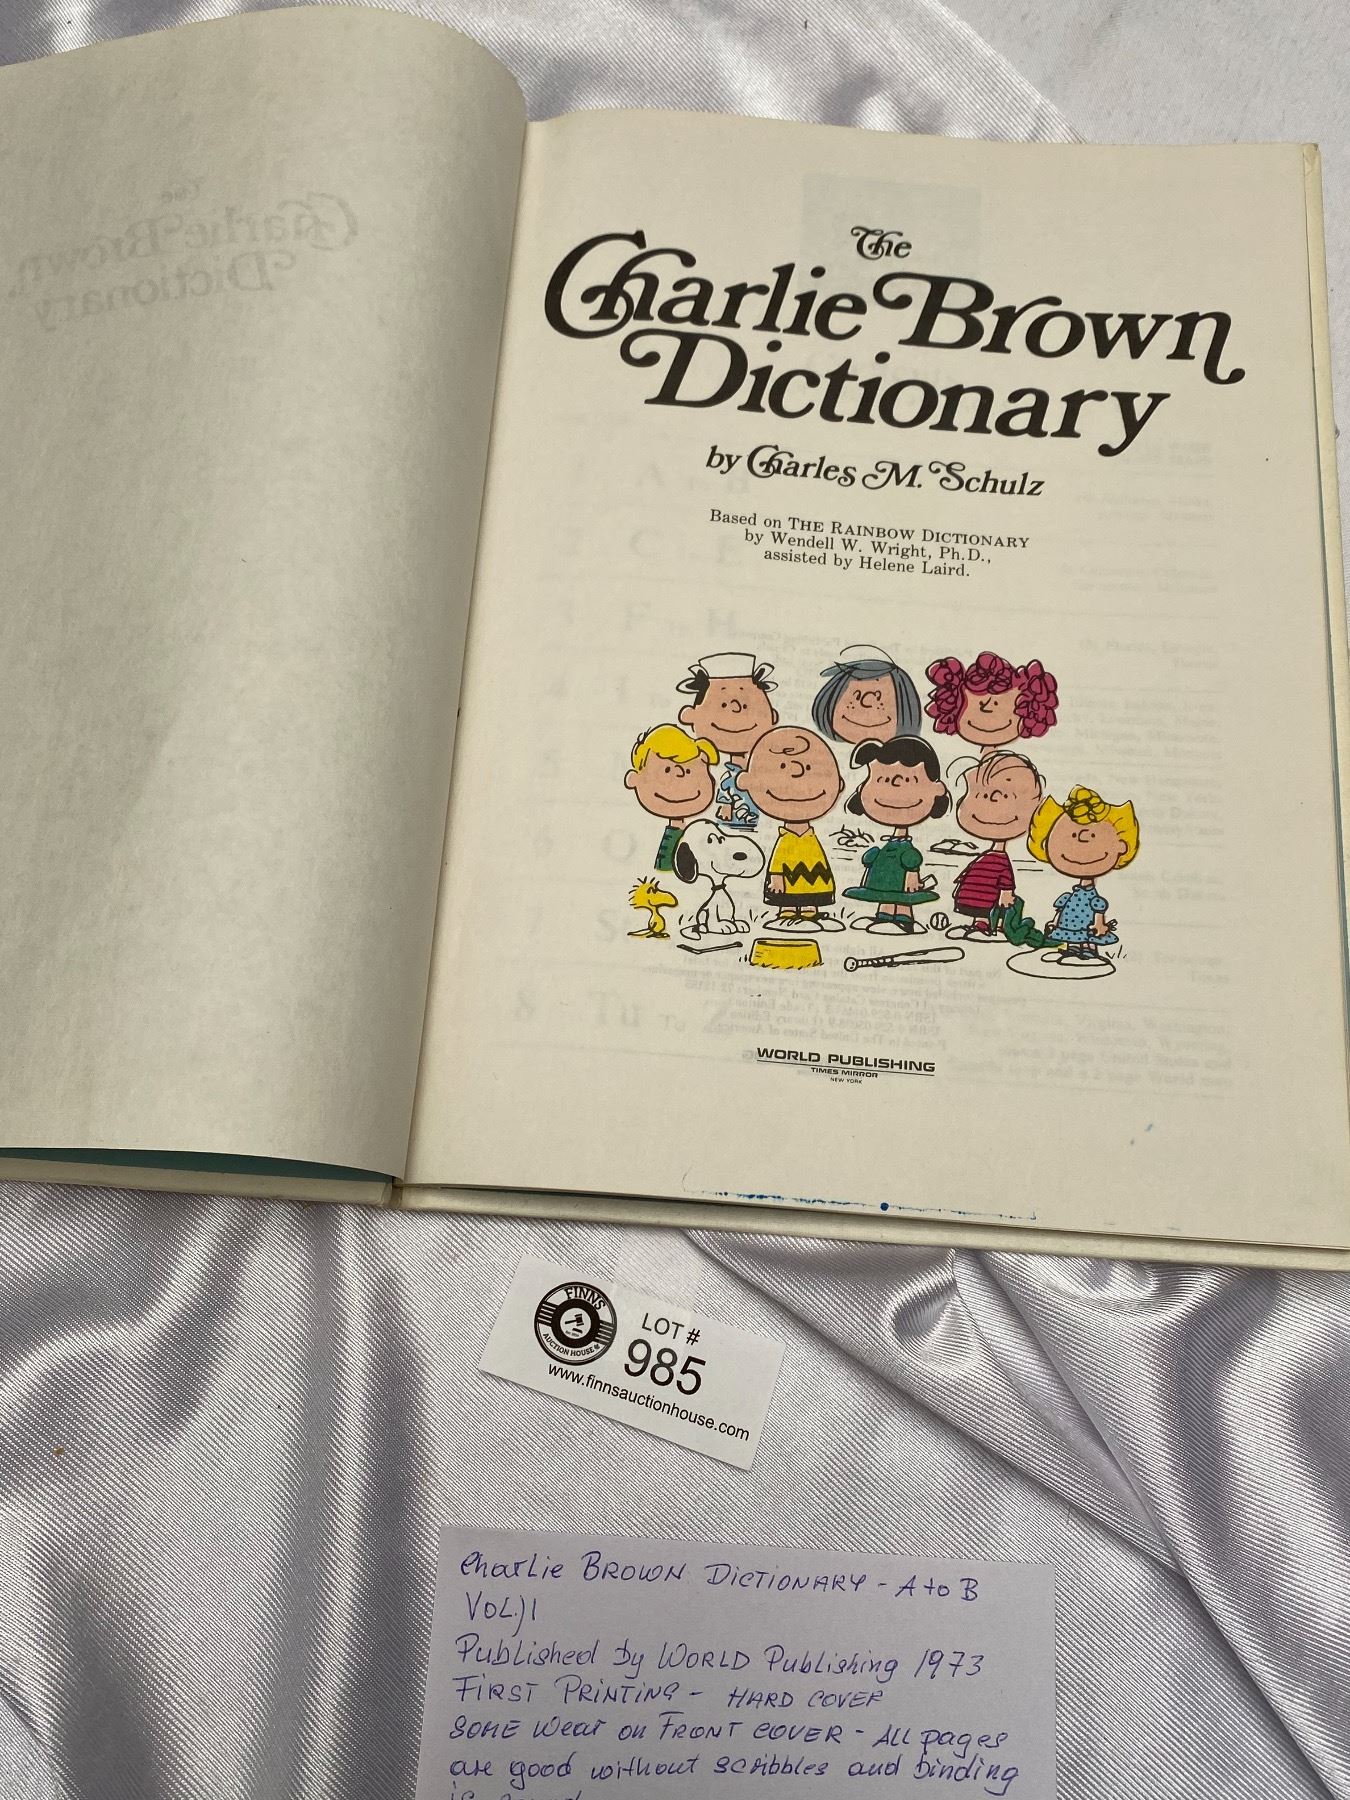 The
Charlie Brown
Dictionary
by Charles M. Schulz
Based on THE RAINBOW DICTIONARY
by Wendell W. Wright, Ph.D.,
assisted by Helene Laird.
WORLD PUBLISHING
TIMES MIRROR
NEW YORK
FINNS
AUCTION HOUSE
LOT #
985
www.finnsauctionhouse.com
Charlie BROWN DICTIONARY - A to B
VOL.)1
Published by WORLD Publishing 1973
FIRST PRINTING - HARD COVER
SOME Wear on FRONT COVER - ALL pages
are good without scribbles and binding